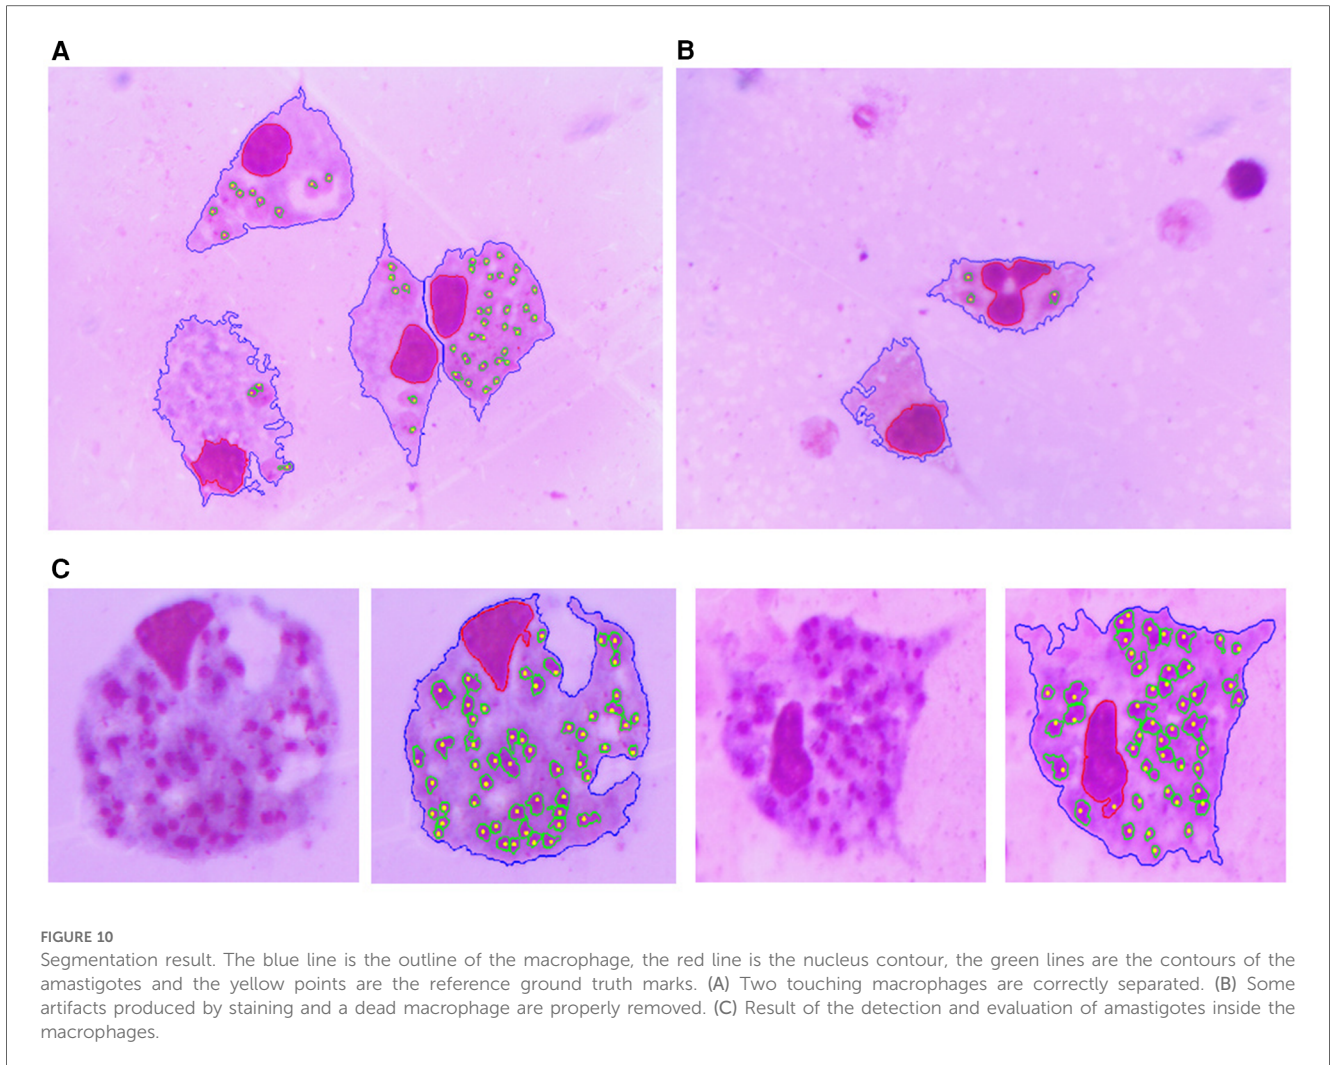 A
B
C
FIGURE 10
Segmentation result. The blue line is the outline of the macrophage, the red line is the nucleus contour, the green lines are the contours of the
amastigotes and the yellow points are the reference ground truth marks. (A) Two touching macrophages are correctly separated. (B) Some
artifacts produced by staining and a dead macrophage are properly removed. (C) Result of the detection and evaluation of amastigotes inside the
macrophages.